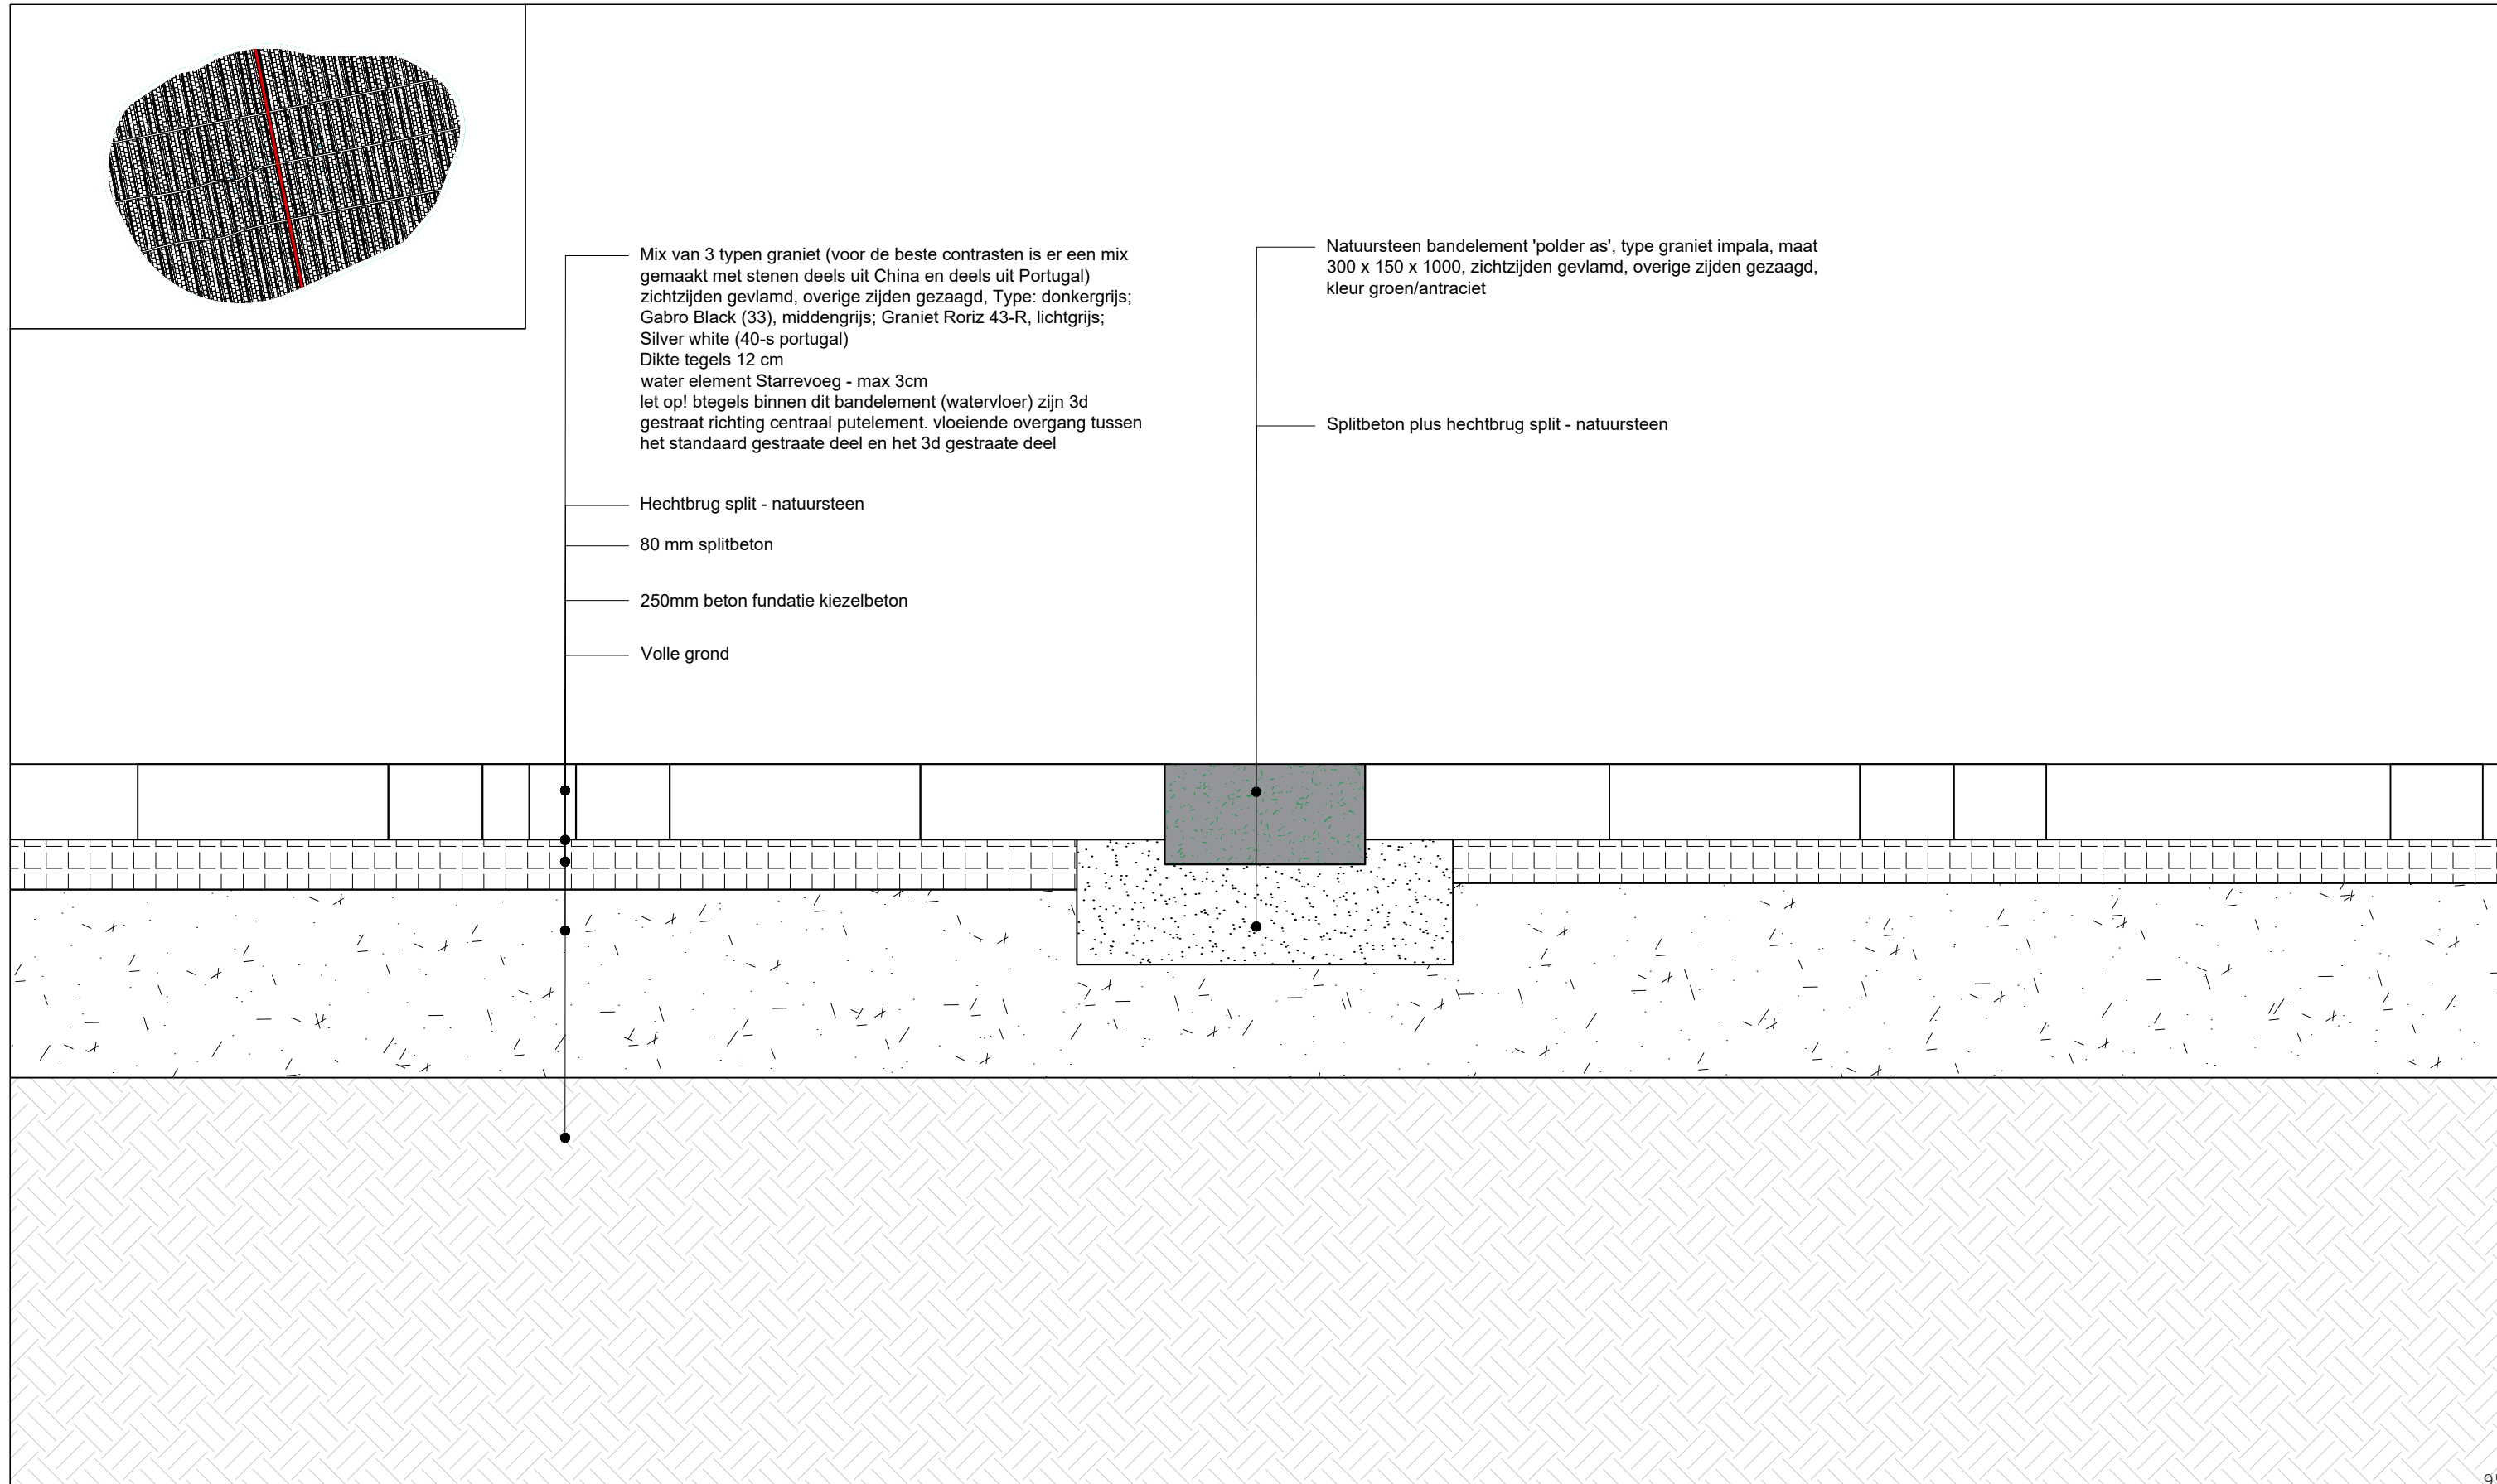 Mix van 3 typen graniet (voor de beste contrasten is er een mix
gemaakt met stenen deels uit China en deels uit Portugal)
zichtzijden gevlamd, overige zijden gezaagd, Type: donkergrijs;
Gabro Black (33), middengrijs; Graniet Roriz 43-R, lichtgrijs;
Silver white (40-s portugal)
Dikte tegels 12 cm
water element Starrevoeg - max 3cm
let op! btegels binnen dit bandelement (watervloer) zijn 3d
gestraat richting centraal putelement. vloeiende overgang tussen
het standaard gestraate deel en het 3d gestraate deel
Hechtbrug split - natuursteen
80 mm splitbeton
250mm beton fundatie kiezelbeton
Volle grond
Natuursteen bandelement 'polder as', type graniet impala, maat
300 x 150 x 1000, zichtzijden gevlamd, overige zijden gezaagd,
kleur groen/antraciet
Splitbeton plus hechtbrug split - natuursteen